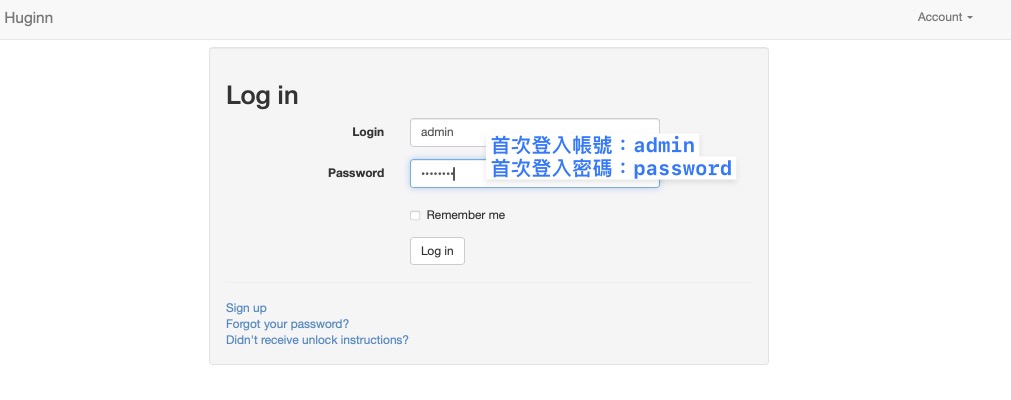 Huginn
Account
Log in
Login
admin
首次登入帳號：admin
Password
首次登入密碼：password
Remember me
Log in
Sign up
Forgot your password?
Didn't receive unlock instructions?